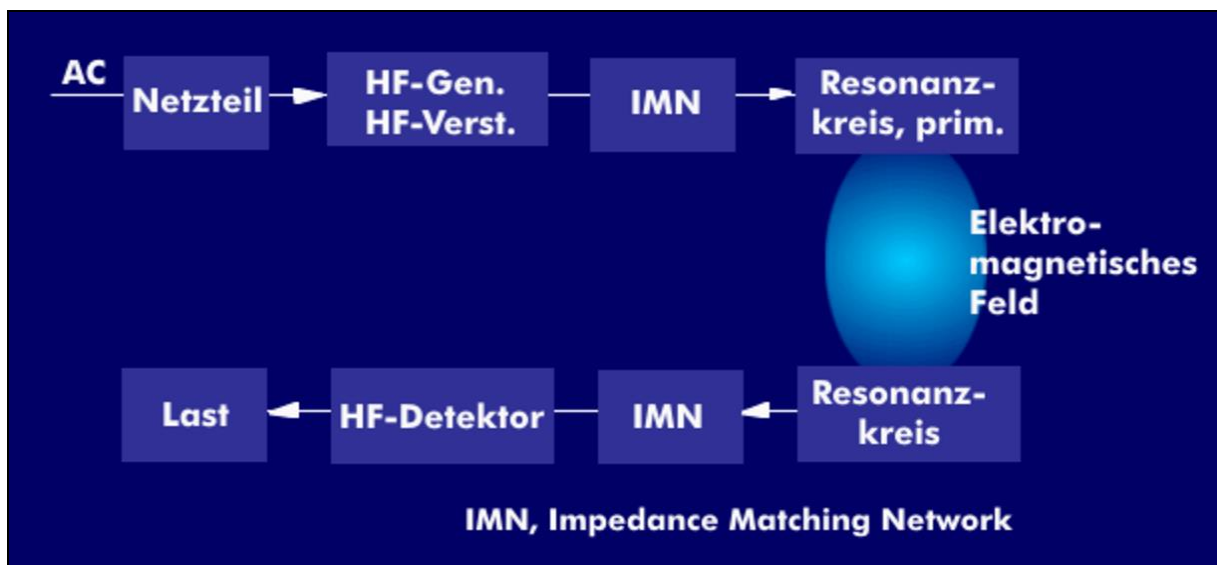 AC
Netzteil
HF-Gen.
HF-Verst.
IMN
Resonanz-
kreis, prim.
Elektro-
magnetisches
Feld
Last
HF-Detektor
IMN
Resonanz-
kreis
IMN, Impedance Matching Network